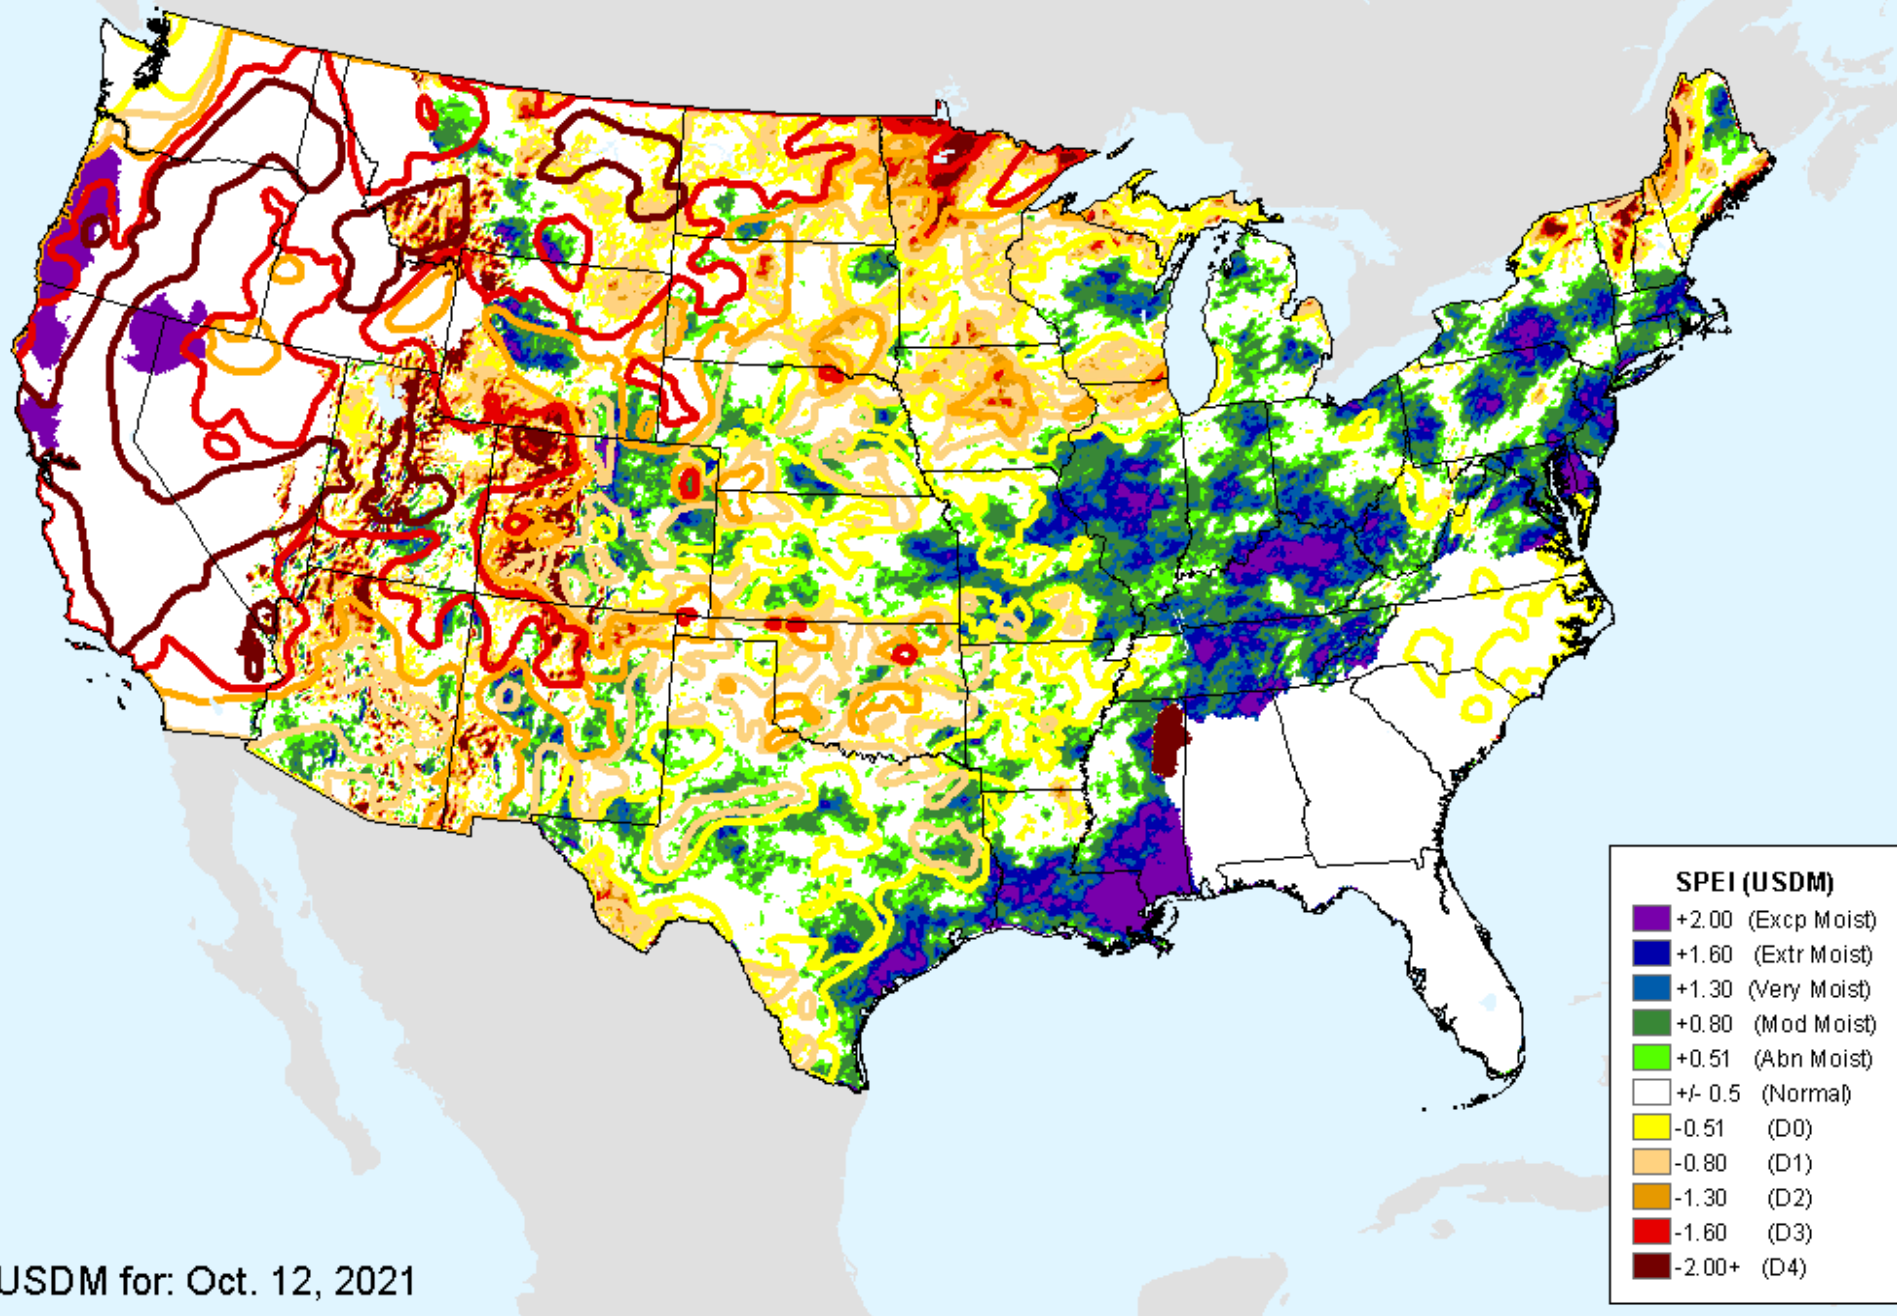 SPEI (USDM)
+2.00 (Excp Moist)
+1.60 (Extr Moist)
+1.30 (Very Moist)
+0.80 (Mod Moist)
+0.51 (Abn Moist)
+/- 0.5 (Normal)
-0.51 (D0)
-0.80 (D1)
-1.30 (D2)
-1.60 (D3)
-2.00+ (D4)
USDM for: Oct. 12, 2021